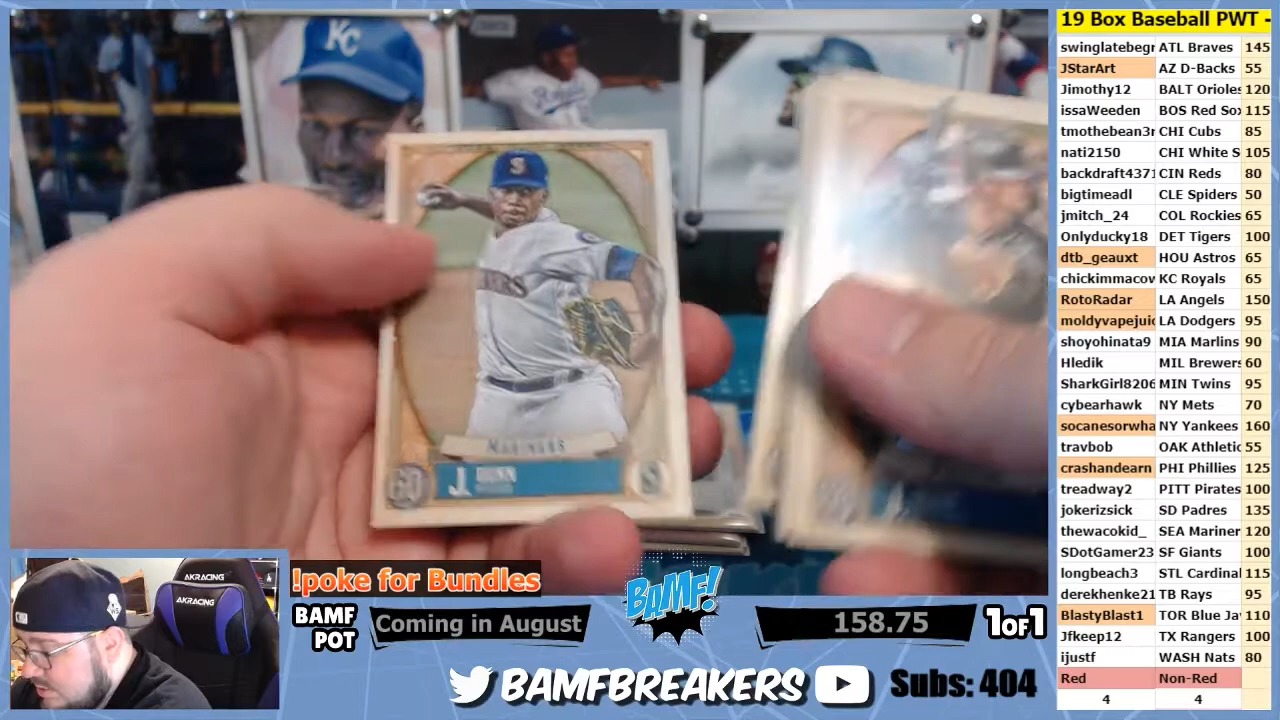 KC
S
MARINERS
J. DUNN
AKRACING
AKRACING
!poke for Bundles
BAMF
POT
Coming in August
BAMF!
158.75
1OF1
BAMFBREAKERS
Subs: 404
19 Box Baseball PWT -
swinglatebegr ATL Braves 145
JStarArt AZ D-Backs 55
Jimothy12 BALT Orioles 120
issaWeeden BOS Red Sox 115
tmothebean3r CHI Cubs 85
nati2150 CHI White S 105
backdraft4371 CIN Reds 80
bigtimeadl CLE Spiders 50
jmitch_24 COL Rockies 65
Onlyducky18 DET Tigers 100
dtb_geauxt HOU Astros 65
chickimmacow KC Royals 65
RotoRadar LA Angels 150
moldyvapejuic LA Dodgers 95
shoyohinata9 MIA Marlins 90
Hledik MIL Brewers 60
SharkGirl8206 MIN Twins 95
cybearhawk NY Mets 70
socanesorwha NY Yankees 160
travbob OAK Athletic 55
crashandearn PHI Phillies 125
treadway2 PITT Pirates 100
jokerizsick SD Padres 135
thewacokid_ SEA Mariner 120
SDotGamer23 SF Giants 100
longbeach3 STL Cardinal 115
derekhenke21 TB Rays 95
BlastyBlast1 TOR Blue Ja 110
Jfkeep12 TX Rangers 100
ijustf WASH Nats 80
Red Non-Red
4 4